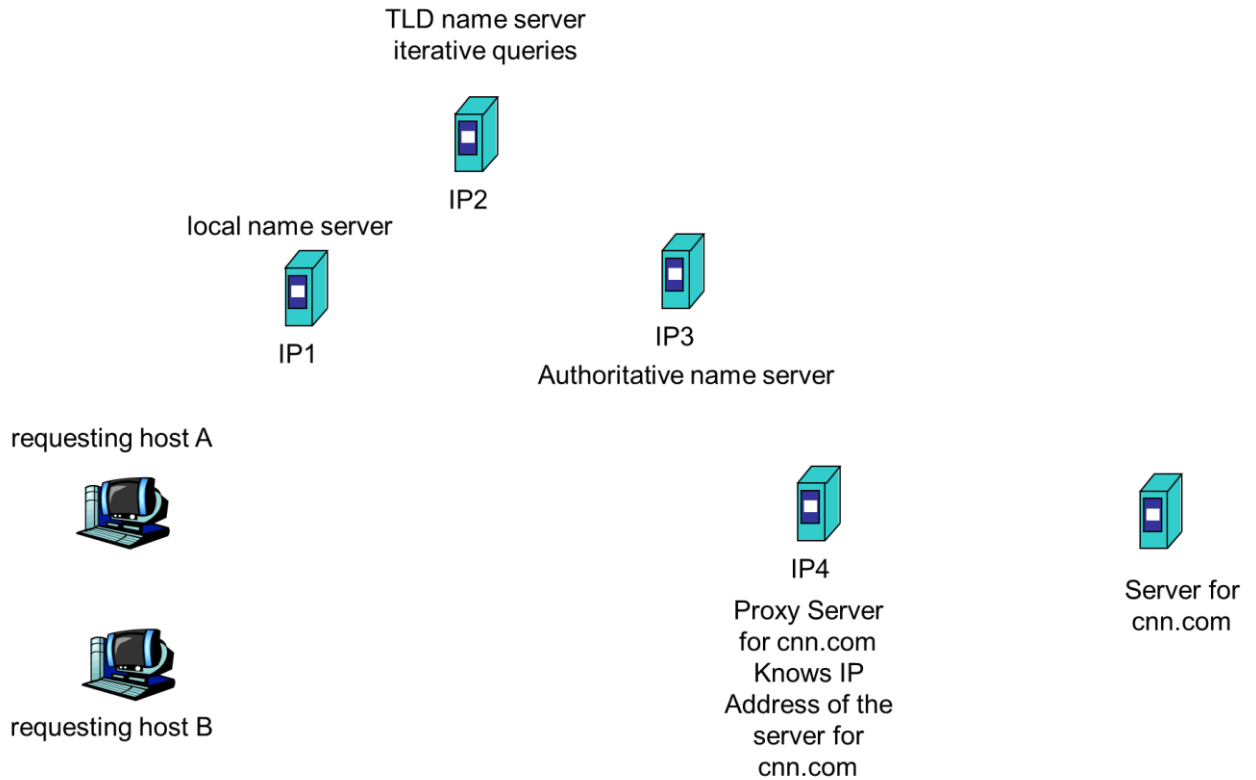 TLD name server
iterative queries
IP2
local name server
IP1
IP3
Authoritative name server
requesting host A
IP4
Proxy Server
for cnn.com
Knows IP
Address of the
server for
cnn.com
Server for
cnn.com
requesting host B